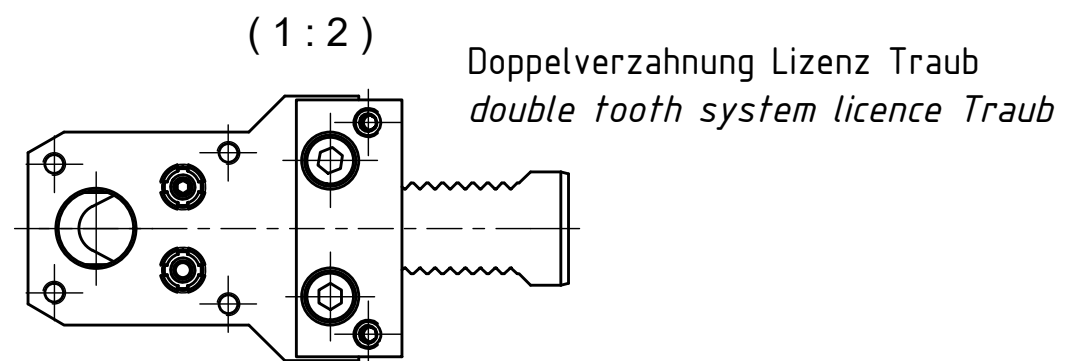 ( 1 : 2 )
Doppelverzahnung Lizenz Traub
double tooth system licence Traub